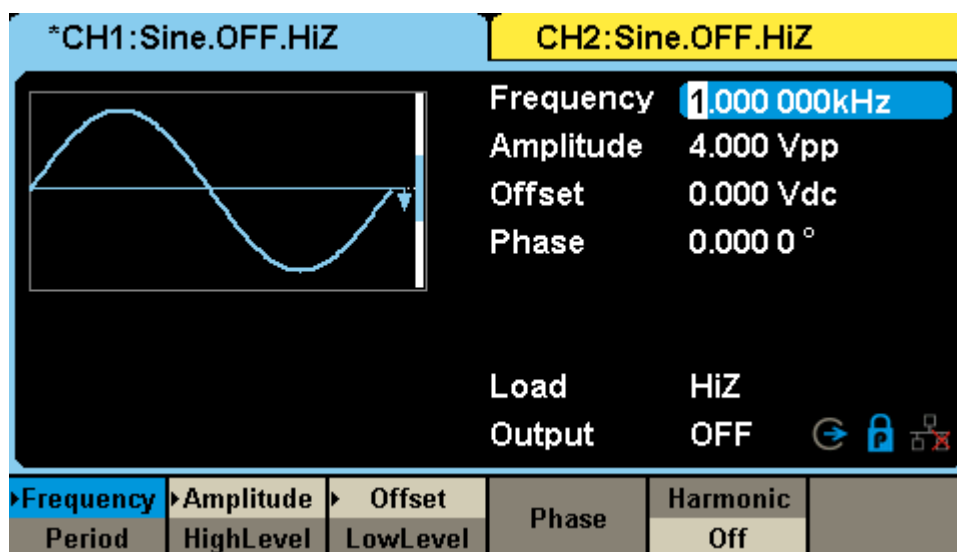 *CH1:Sine.OFF.HiZ CH2:Sine.OFF.HiZ
Frequency 1.000 000kHz
Amplitude 4.000 Vpp
Offset 0.000 Vdc
Phase 0.000 0 °
Load HiZ
Output OFF
Frequency Amplitude Offset Phase Harmonic
Period HighLevel LowLevel Off